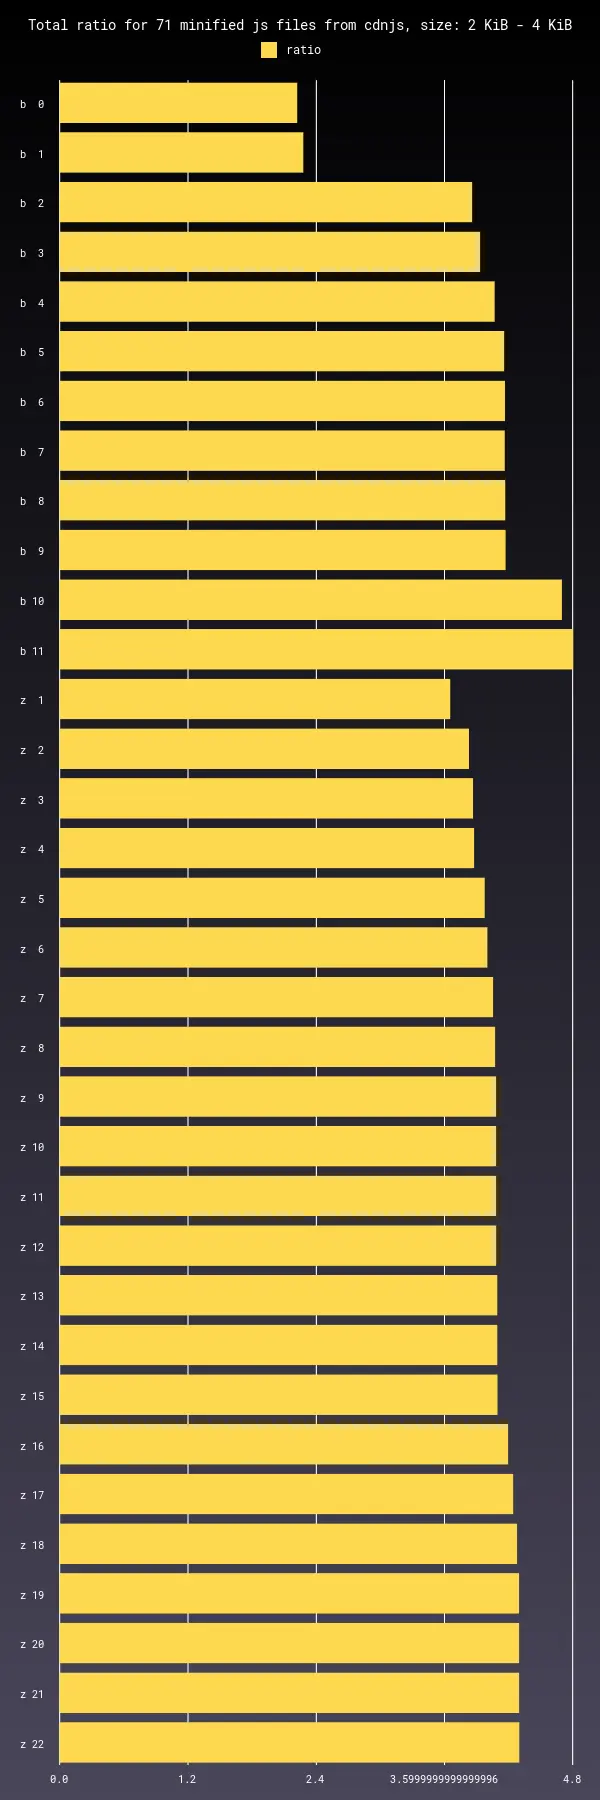 Total ratio for 71 minified js files from cdnjs, size: 2 KiB - 4 KiB
ratio
b 0
b 1
b 2
b 3
b 4
b 5
b 6
b 7
b 8
b 9
b 10
b 11
z 1
z 2
z 3
z 4
z 5
z 6
z 7
z 8
z 9
z 10
z 11
z 12
z 13
z 14
z 15
z 16
z 17
z 18
z 19
z 20
z 21
z 22
0.0 1.2 2.4 3.5999999999999996 4.8